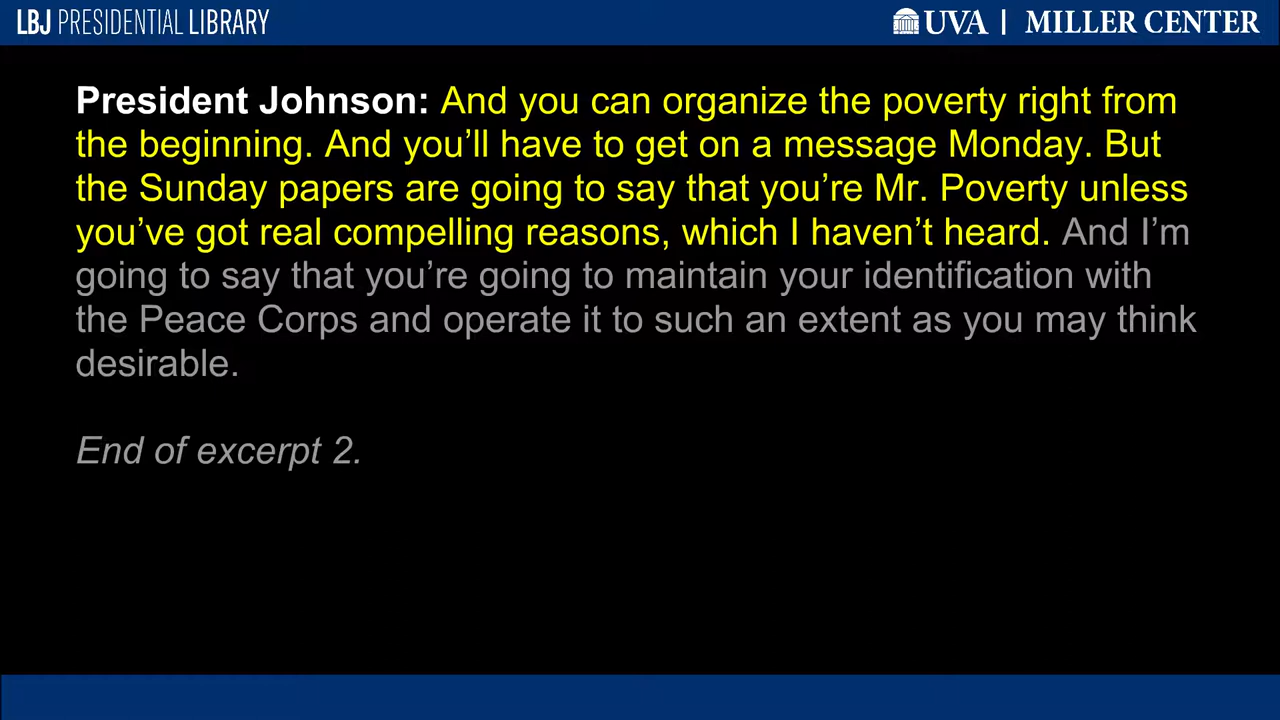 LBJ PRESIDENTIAL LIBRARY
UVA | MILLER CENTER
President Johnson: And you can organize the poverty right from
the beginning. And you’ll have to get on a message Monday. But
the Sunday papers are going to say that you’re Mr. Poverty unless
you’ve got real compelling reasons, which I haven’t heard. And I’m
going to say that you’re going to maintain your identification with
the Peace Corps and operate it to such an extent as you may think
desirable.
End of excerpt 2.